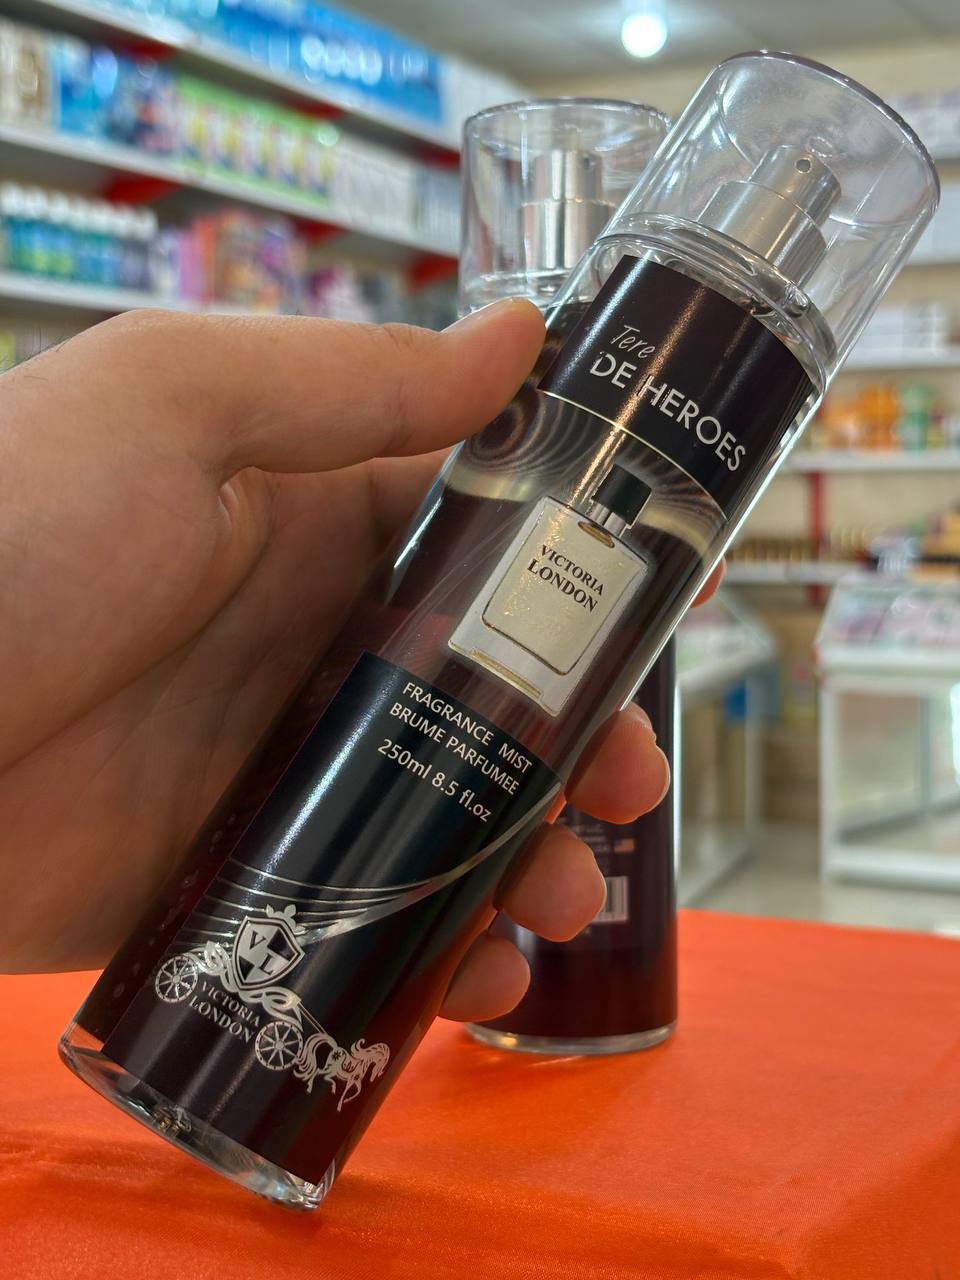 Tere
DE HEROES
VICTORIA
LONDON
FRAGRANCE MIST
BRUME PARFUMEE
250ml 8.5 fl.oz
VL
VICTORIA
LONDON